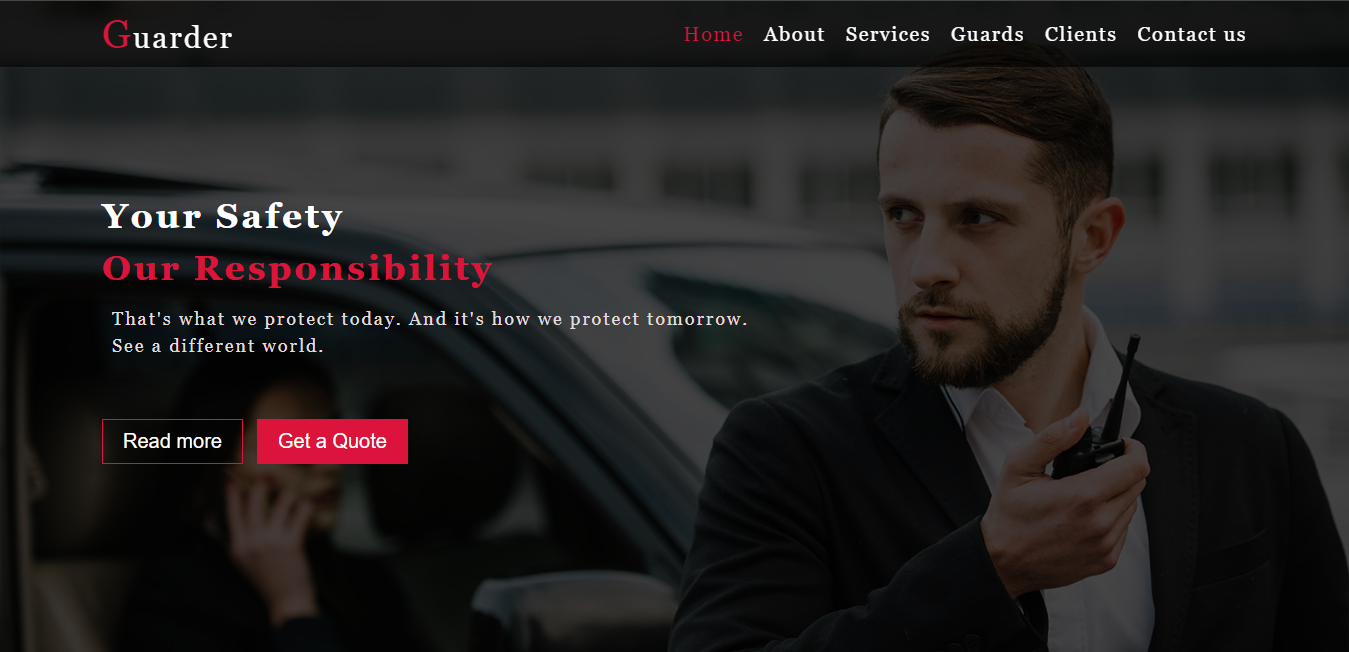 Guarder
Home About Services Guards Clients Contact us
Your Safety
Our Responsibility
That's what we protect today. And it's how we protect tomorrow.
See a different world.
Read more Get a Quote